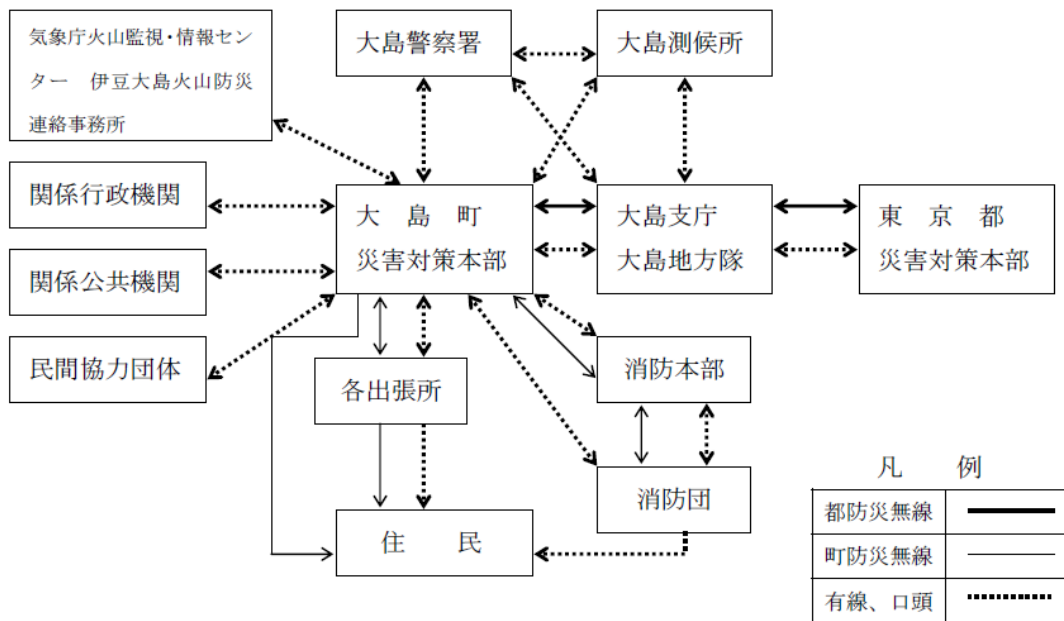 気象庁火山監視・情報セン
ター　伊豆大島火山防災
連絡事務所
大島警察署
大島測候所
関係行政機関
大　島　町
災害対策本部
大島支庁
大島地方隊
東　京　都
災害対策本部
関係公共機関
民間協力団体
各出張所
消防本部
消防団
住　　民
凡　　例
都防災無線
町防災無線
有線、口頭